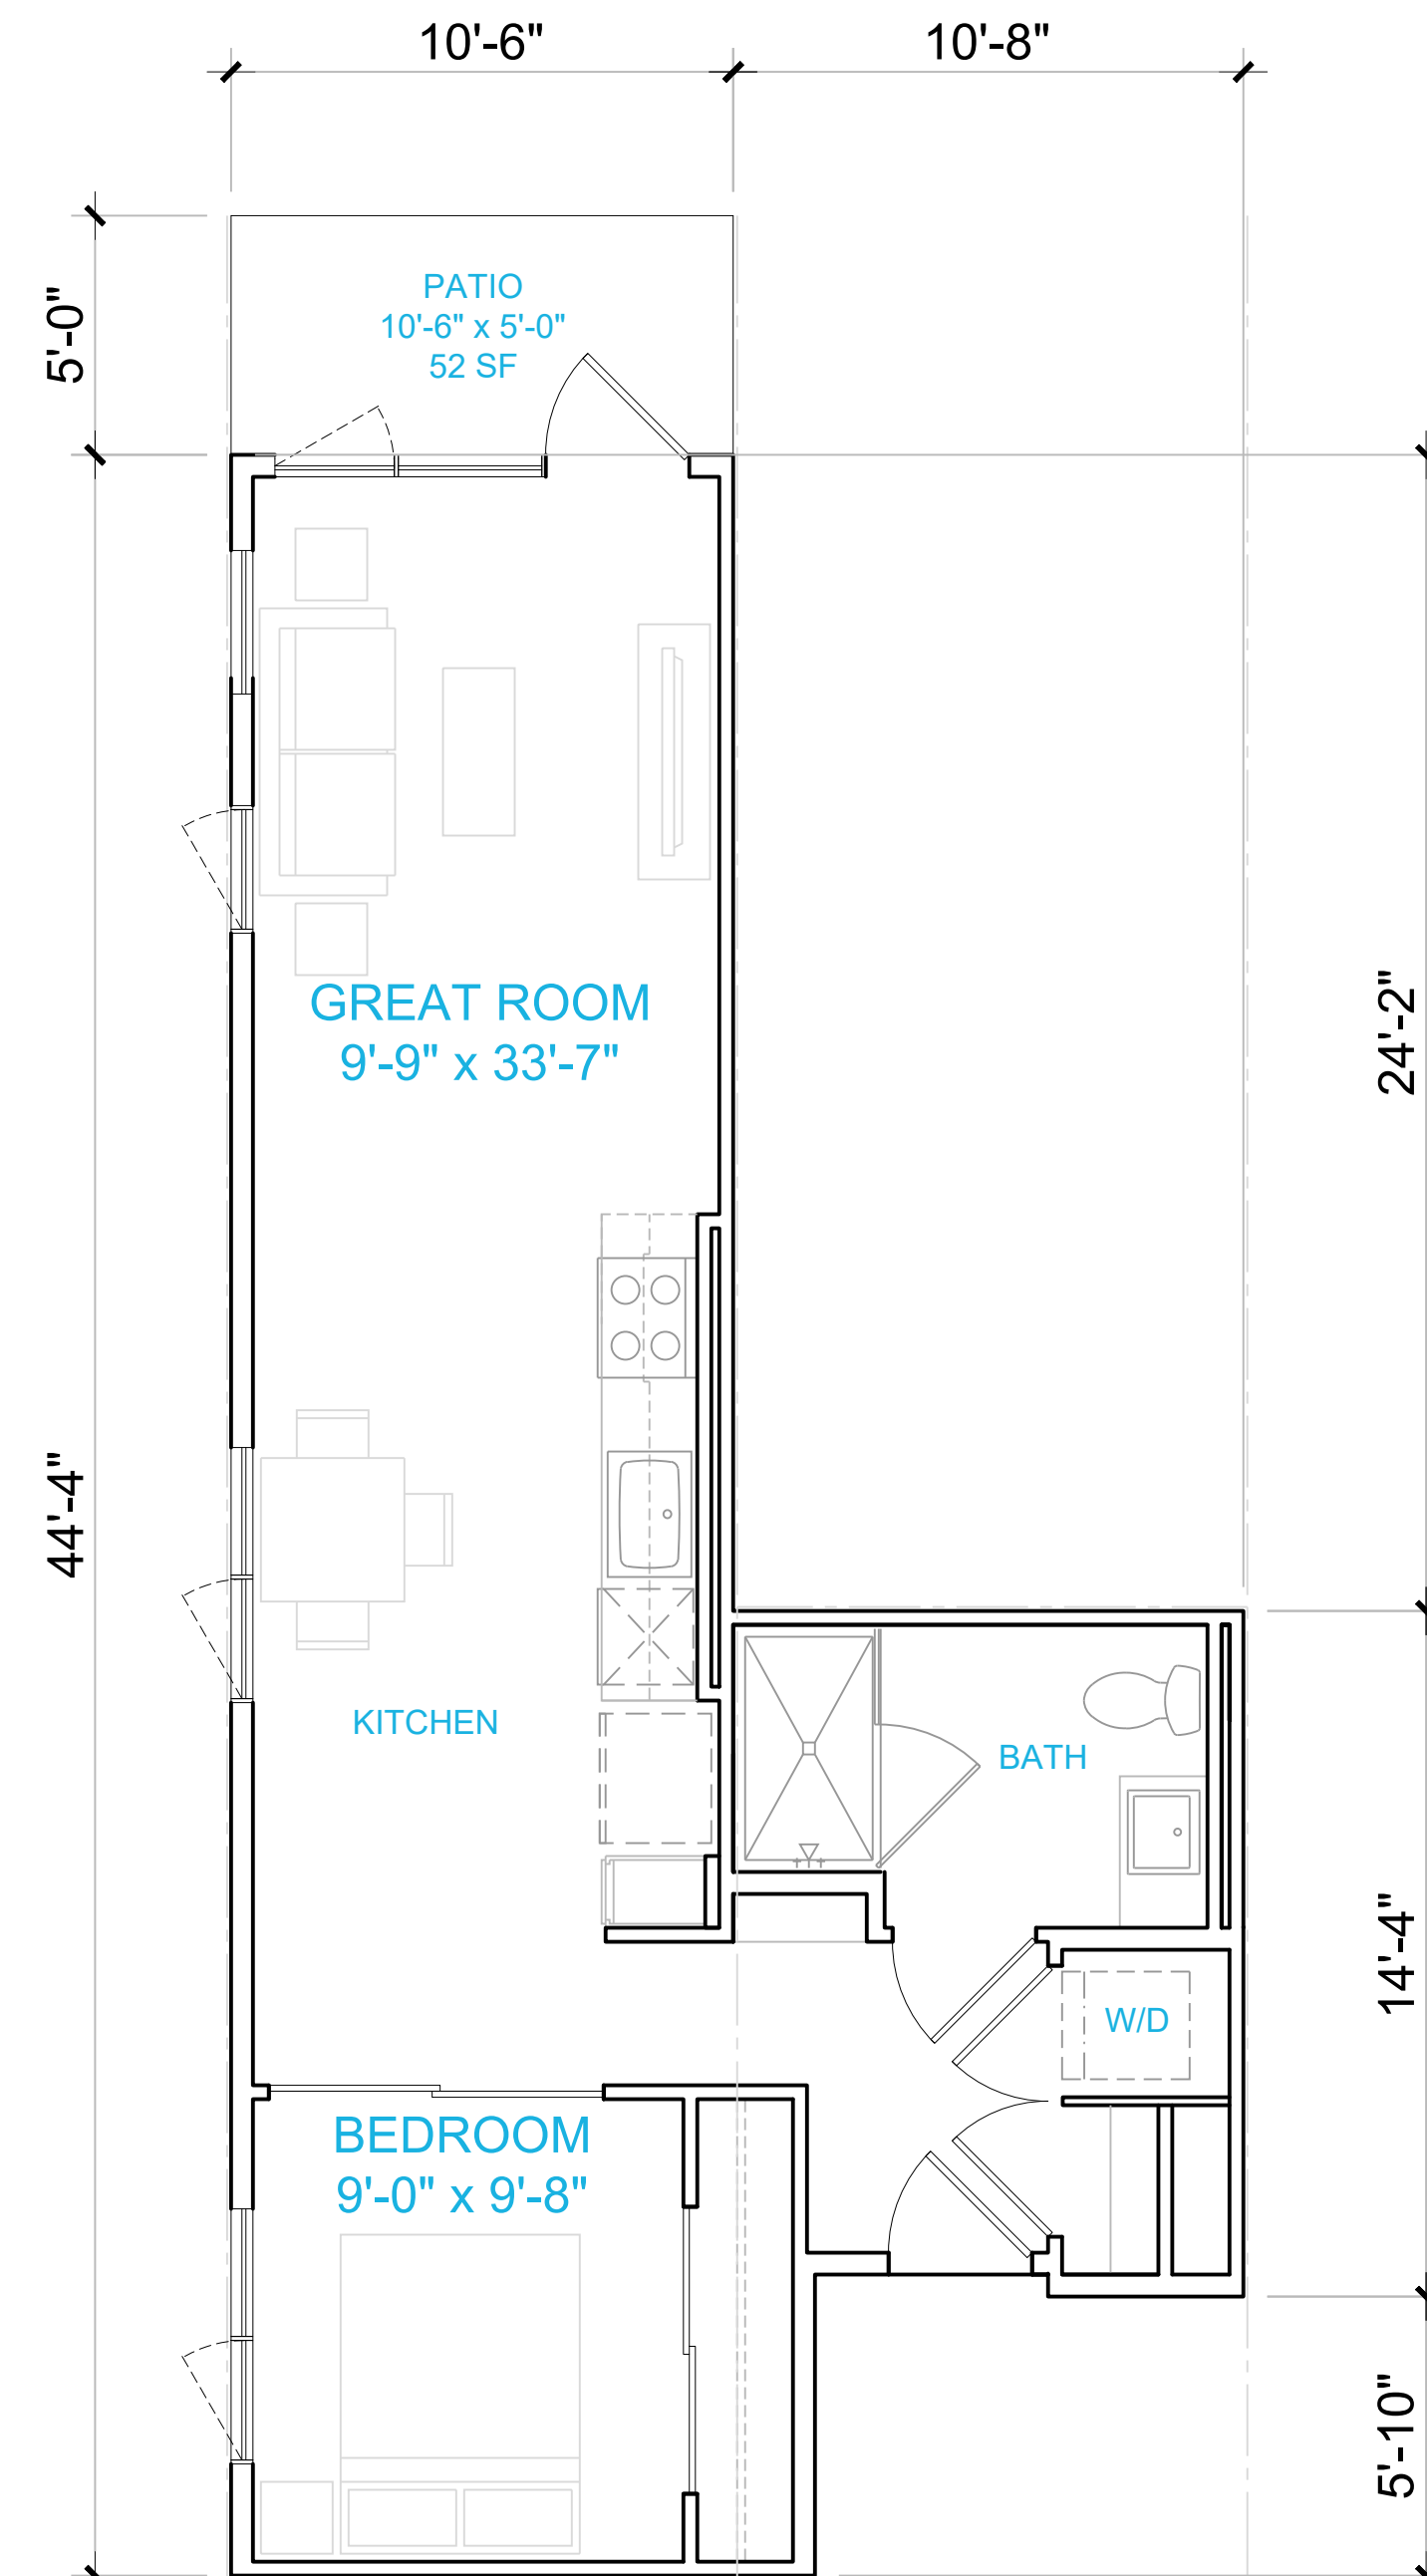 10'-6"
10'-8"
5'-0"
PATIO
10'-6" x 5'-0"
52 SF
GREAT ROOM
9'-9" x 33'-7"
24'-2"
44'-4"
KITCHEN
BATH
W/D
14'-4"
BEDROOM
9'-0" x 9'-8"
5'-10"